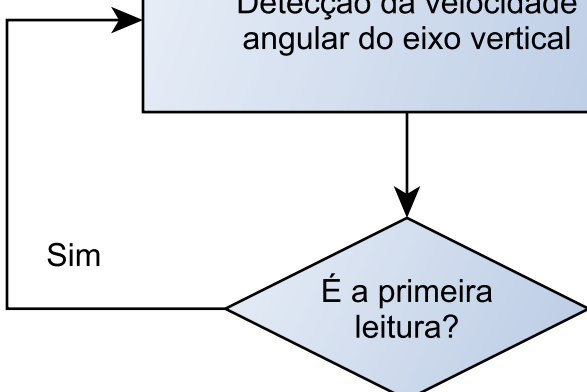 Detecção da velocidade
angular do eixo vertical
Sim
É a primeira
leitura?